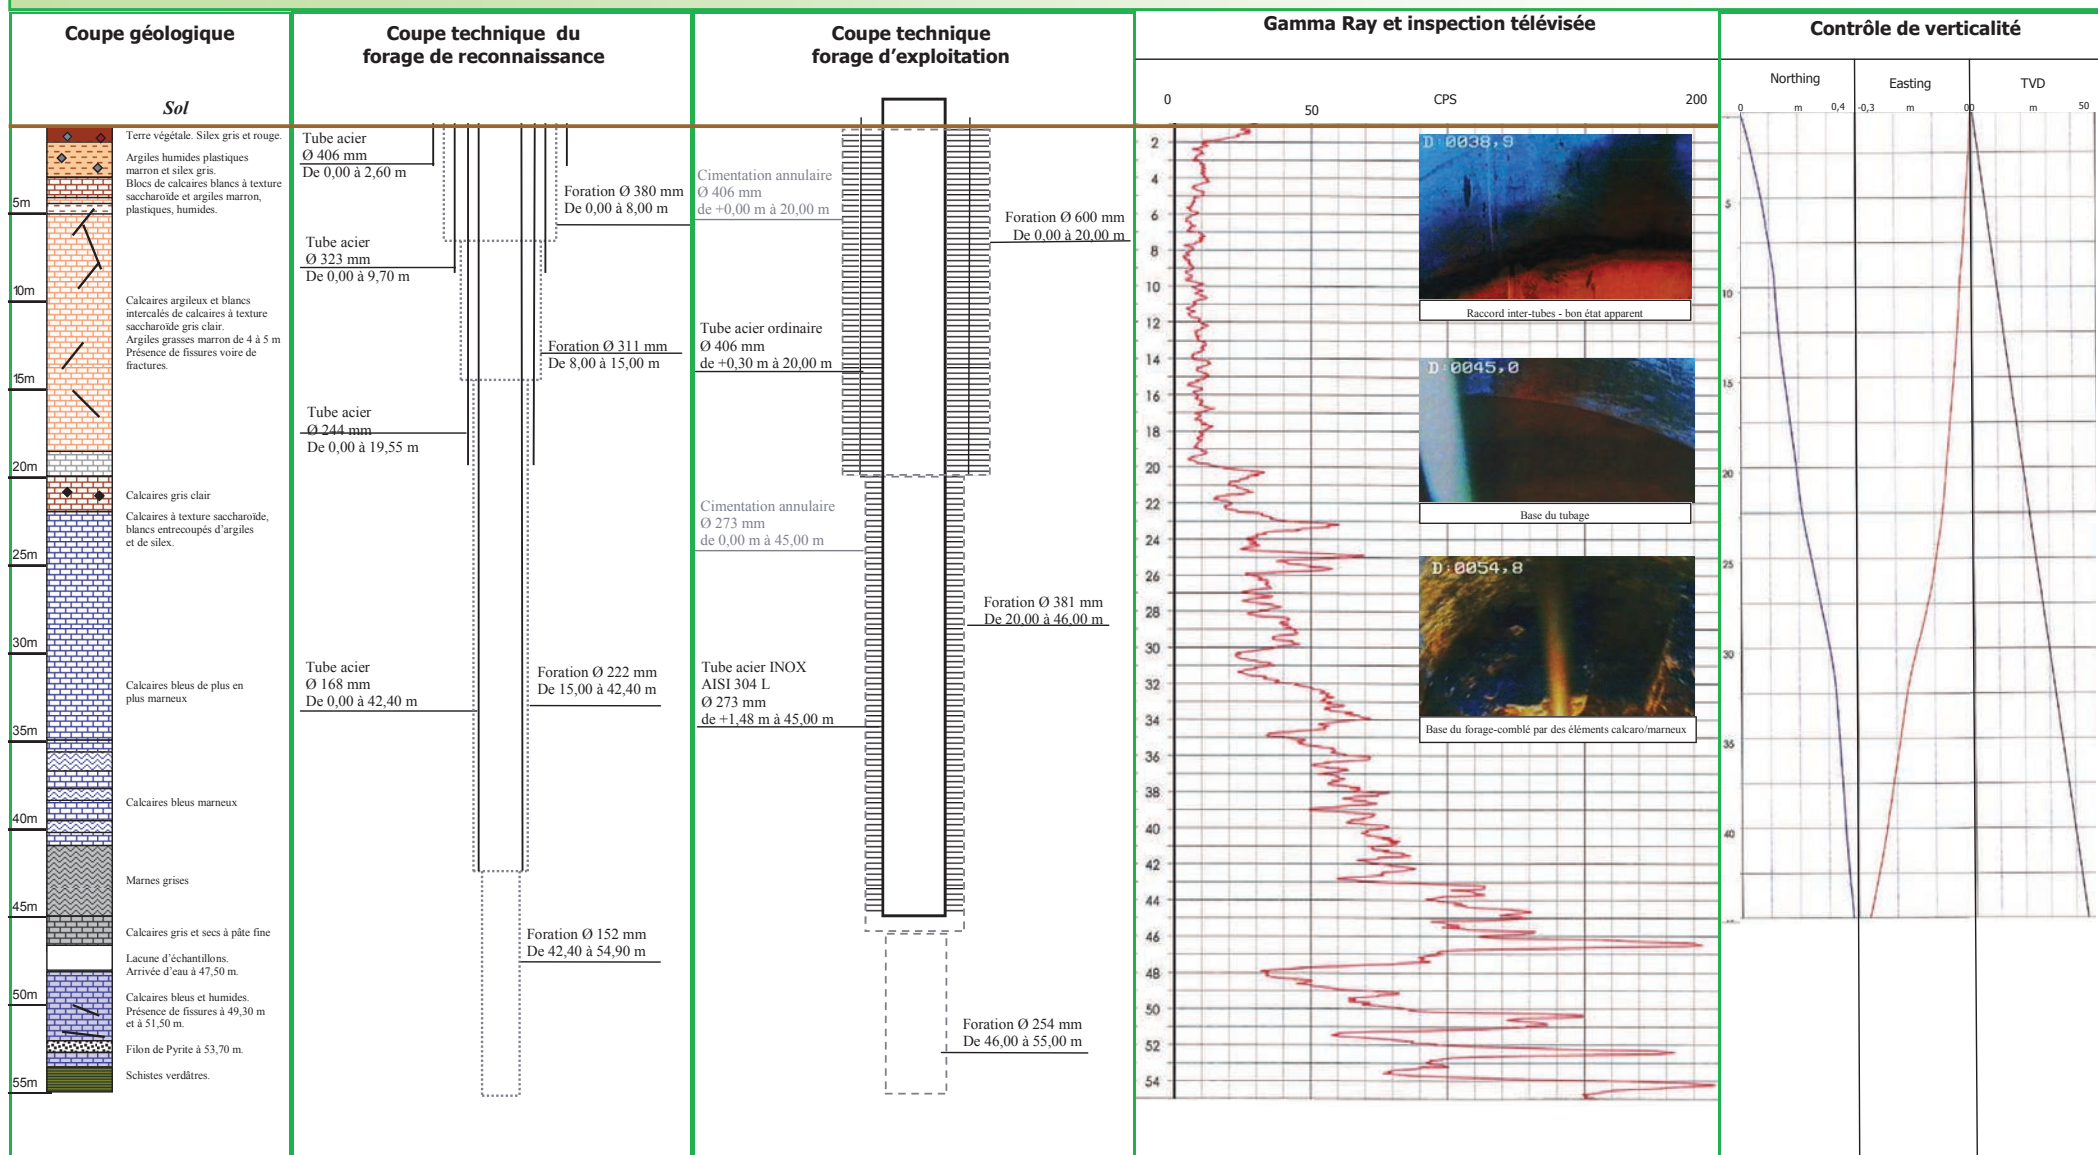 Coupe géologique
Sol
Terre végétale. Silex gris et rouge.
Argiles humides plastiques
marron et silex gris.
Blocs de calcaires blancs à texture
saccharoïde et argiles marron,
plastiques, humides.
Calcaires argileux et blancs
intercalés de calcaires à texture
saccharoïde gris clair.
Argiles grasses marron de 4 à 5 m
Présence de fissures voire de
fractures.
Calcaires gris clair
Calcaires à texture saccharoïde,
blancs entrecoupés d'argiles
et de silex.
Calcaires bleus de plus en
plus marneux
Calcaires bleus marneux
Marnes grises
Calcaires gris et secs à pâte fine
Lacune d'échantillons.
Arrivée d'eau à 47,50 m.
Calcaires bleus et humides.
Présence de fissures à 49,30 m
et à 51,50 m.
Filon de Pyrite à 53,70 m.
Schistes verdâtres.
5m
10m
15m
20m
25m
30m
35m
40m
45m
50m
55m
Coupe technique du
forage de reconnaissance
Tube acier
Ø 406 mm
De 0,00 à 2,60 m
Foration Ø 380 mm
De 0,00 à 8,00 m
Tube acier
Ø 323 mm
De 0,00 à 9,70 m
Foration Ø 311 mm
De 8,00 à 15,00 m
Tube acier
Ø 244 mm
De 0,00 à 19,55 m
Tube acier
Ø 168 mm
De 0,00 à 42,40 m
Foration Ø 222 mm
De 15,00 à 42,40 m
Foration Ø 152 mm
De 42,40 à 54,90 m
Coupe technique
forage d'exploitation
Cimentation annulaire
Ø 406 mm
de +0,00 m à 20,00 m
Foration Ø 600 mm
De 0,00 à 20,00 m
Tube acier ordinaire
Ø 406 mm
de +0,30 m à 20,00 m
Cimentation annulaire
Ø 273 mm
de 0,00 m à 45,00 m
Foration Ø 381 mm
De 20,00 à 46,00 m
Tube acier INOX
AISI 304 L
Ø 273 mm
de +1,48 m à 45,00 m
Foration Ø 254 mm
De 46,00 à 55,00 m
Gamma Ray et inspection télévisée
0 50 CPS 200
2
4
6
8
10
12
14
16
18
20
22
24
26
28
30
32
34
36
38
40
42
44
46
48
50
52
54
D:0038,9
Raccord inter-tubes - bon état apparent
D:0045,0
Base du tubage
D:0054,8
Base du forage-comblé par des éléments calcaro/marneux
Contrôle de verticalité
Northing Easting TVD
0 m 0,4 -0,3 m 00 m 50
5
10
15
20
25
30
35
40